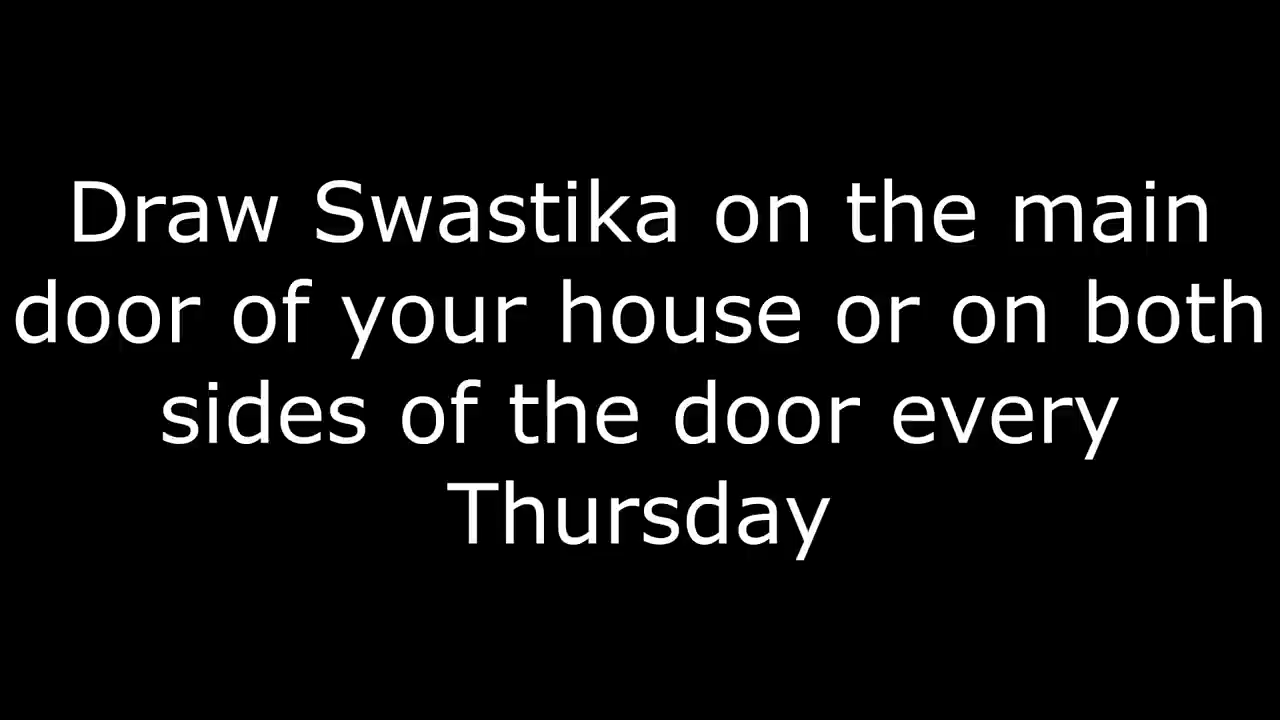 Draw Swastika on the main
door of your house or on both
sides of the door every
Thursday